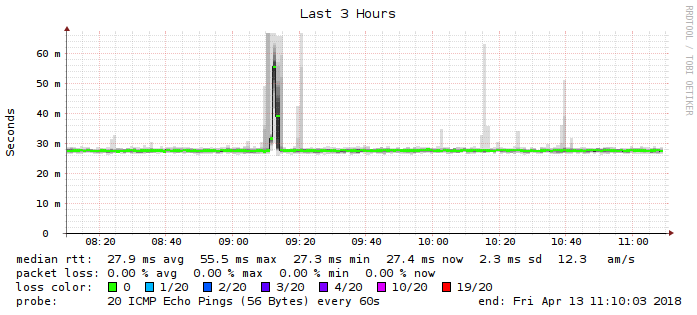 Last 3 Hours
RRDTOOL / TOBI OETIKER
Seconds
60 m
50 m
40 m
30 m
20 m
10 m
0
08:20 08:40 09:00 09:20 09:40 10:00 10:20 10:40 11:00
median rtt: 27.9 ms avg 55.5 ms max 27.3 ms min 27.4 ms now 2.3 ms sd 12.3 am/s
packet loss: 0.00 % avg 0.00 % max 0.00 % min 0.00 % now
loss color: 0 1/20 2/20 3/20 4/20 10/20 19/20
probe: 20 ICMP Echo Pings (56 Bytes) every 60s end: Fri Apr 13 11:10:03 2018